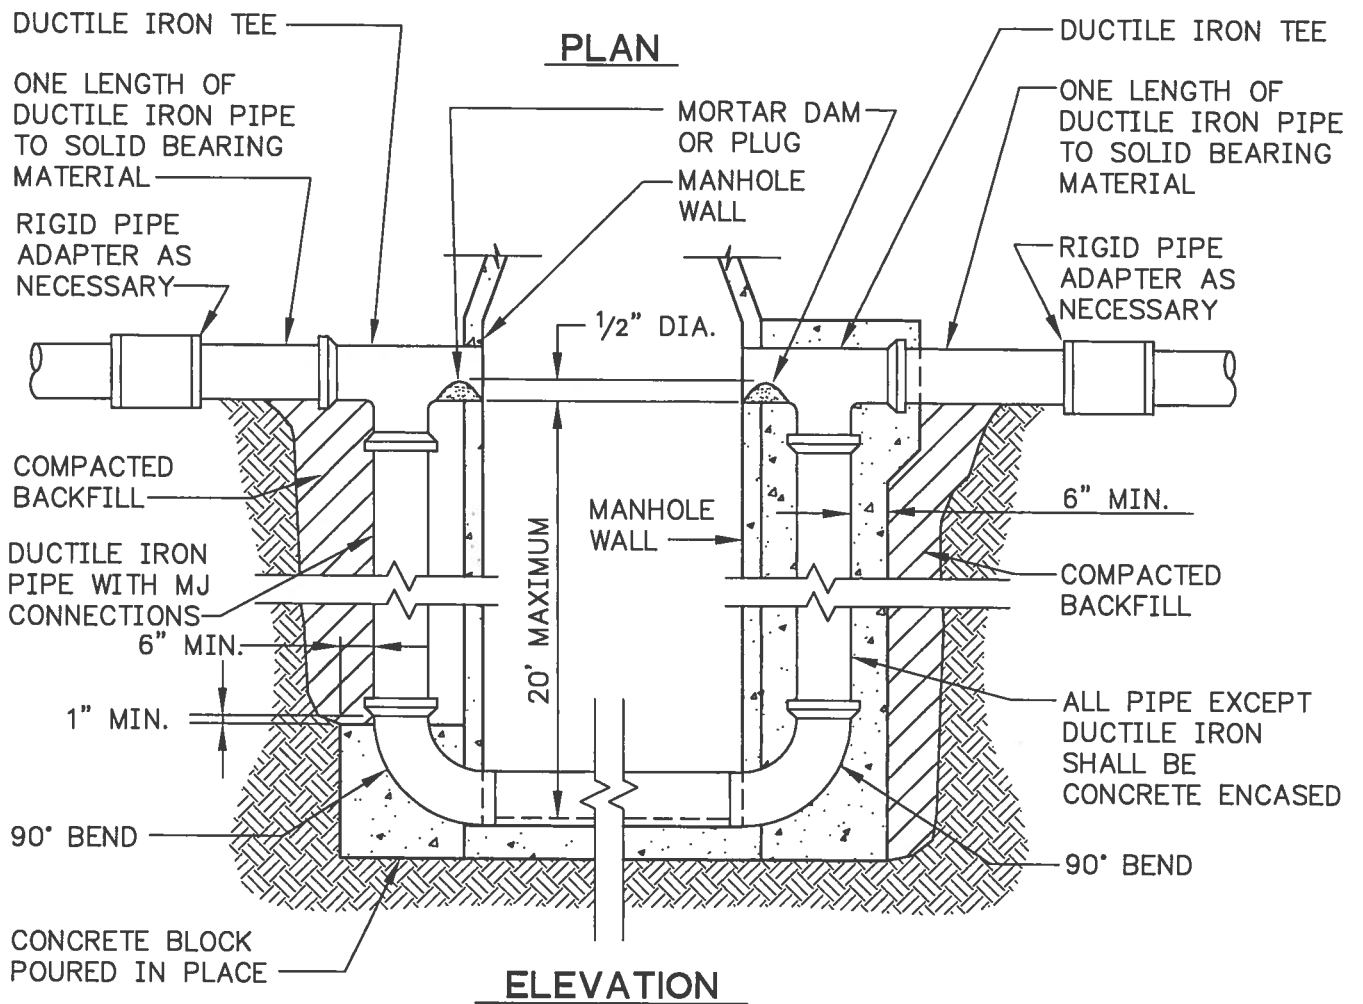 PLAN
DUCTILE IRON TEE
ONE LENGTH OF
DUCTILE IRON PIPE
TO SOLID BEARING
MATERIAL
RIGID PIPE
ADAPTER AS
NECESSARY
COMPACTED
BACKFILL
DUCTILE IRON
PIPE WITH MJ
CONNECTIONS
6" MIN.
1" MIN.
90° BEND
CONCRETE BLOCK
POURED IN PLACE
MORTAR DAM
OR PLUG
MANHOLE
WALL
1/2" DIA.
MANHOLE
WALL
20' MAXIMUM
DUCTILE IRON TEE
ONE LENGTH OF
DUCTILE IRON PIPE
TO SOLID BEARING
MATERIAL
RIGID PIPE
ADAPTER AS
NECESSARY
6" MIN.
COMPACTED
BACKFILL
ALL PIPE EXCEPT
DUCTILE IRON
SHALL BE
CONCRETE ENCASED
90° BEND
ELEVATION